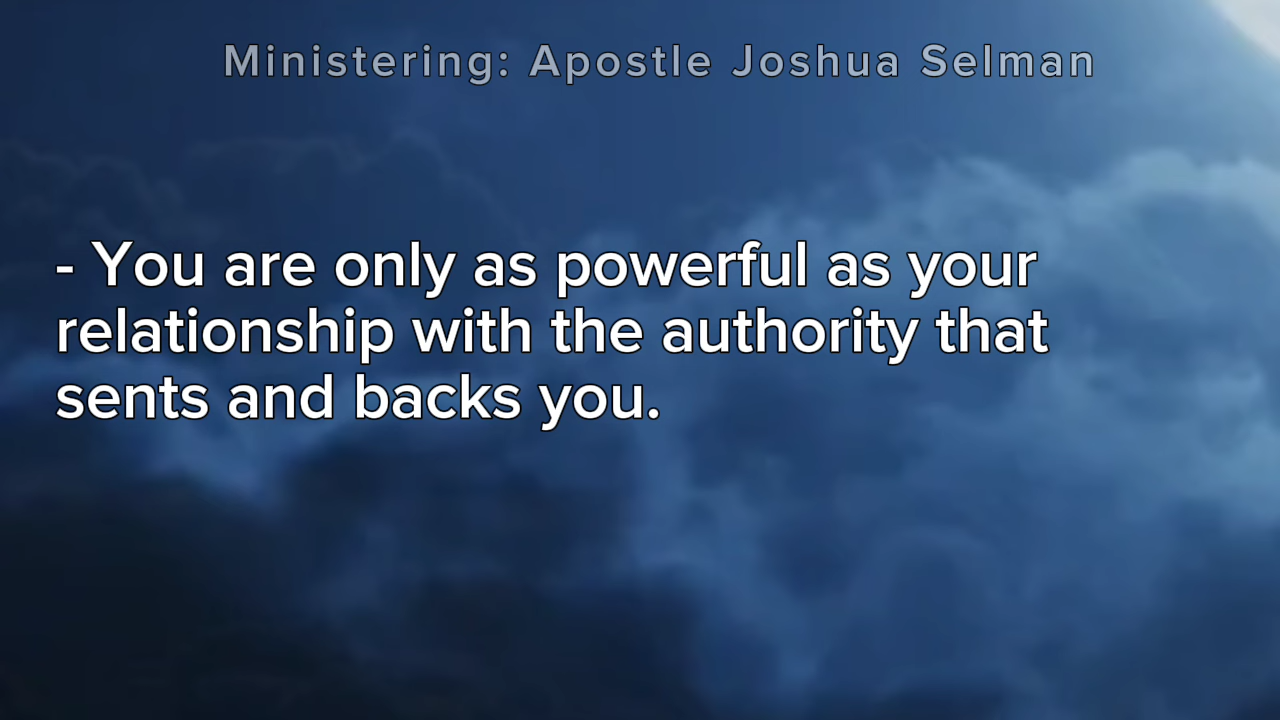 Ministering: Apostle Joshua Selman
- You are only as powerful as your
relationship with the authority that
sents and backs you.